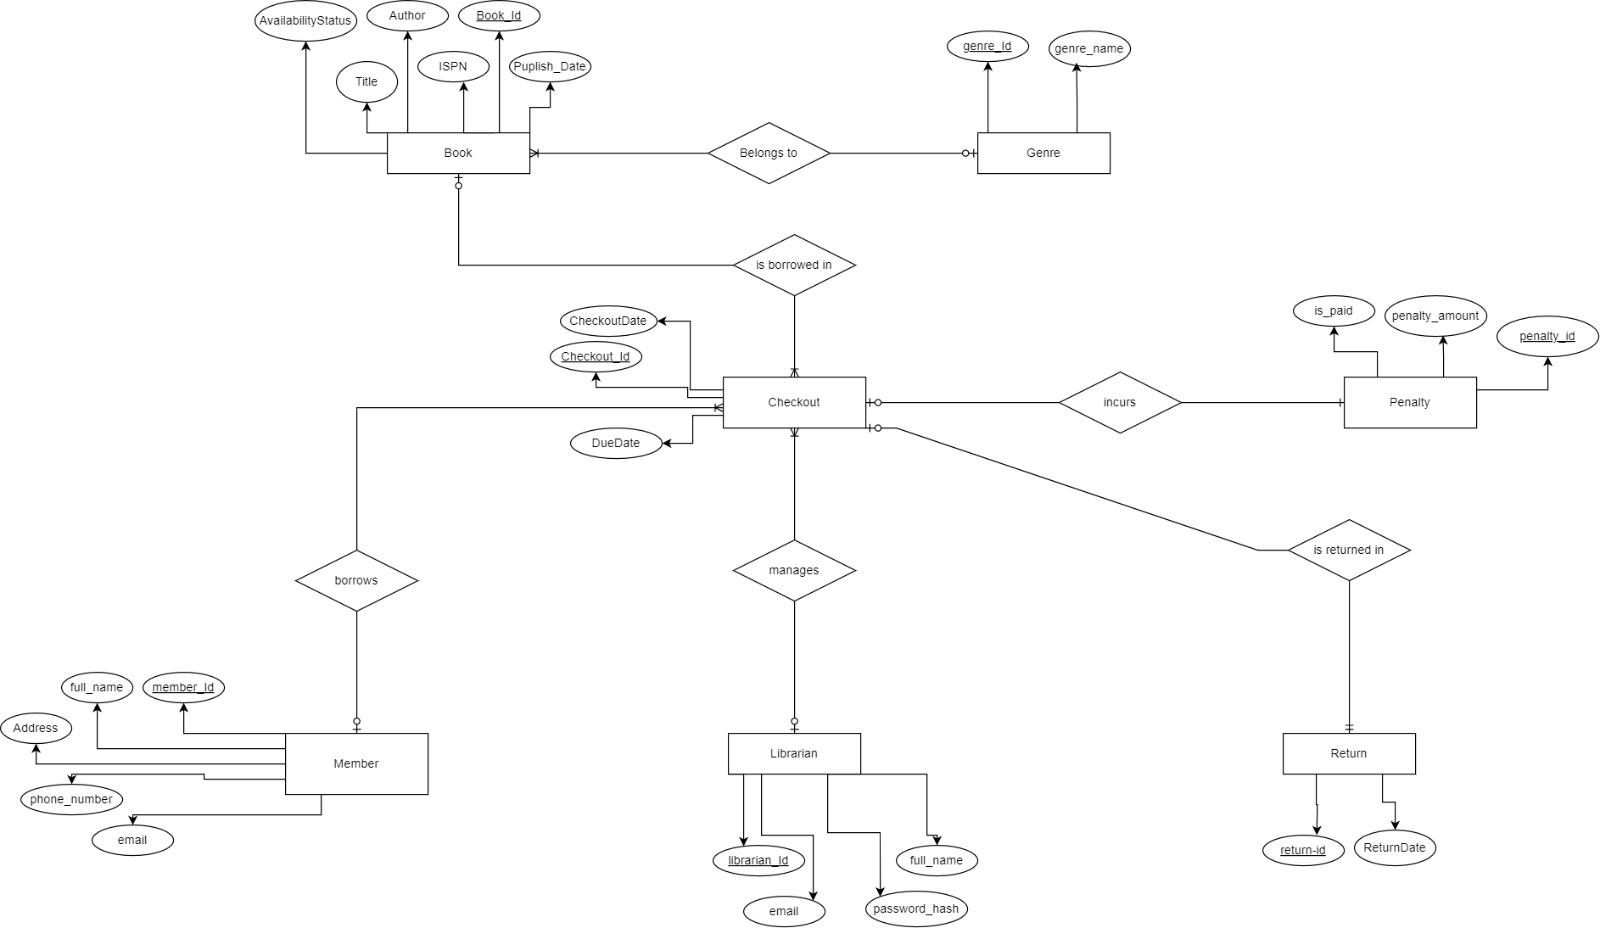 AvailabilityStatus
Author
Book_Id
Title
ISPN
Puplish_Date
genre_Id
genre_name
Book
Belongs to
Genre
is borrowed in
CheckoutDate
Checkout_Id
is_paid
penalty_amount
penalty_id
Checkout
incurs
Penalty
DueDate
borrows
manages
is returned in
full_name
member_Id
Address
Member
phone_number
email
Librarian
Return
librarian_Id
full_name
email
password_hash
return-id
ReturnDate